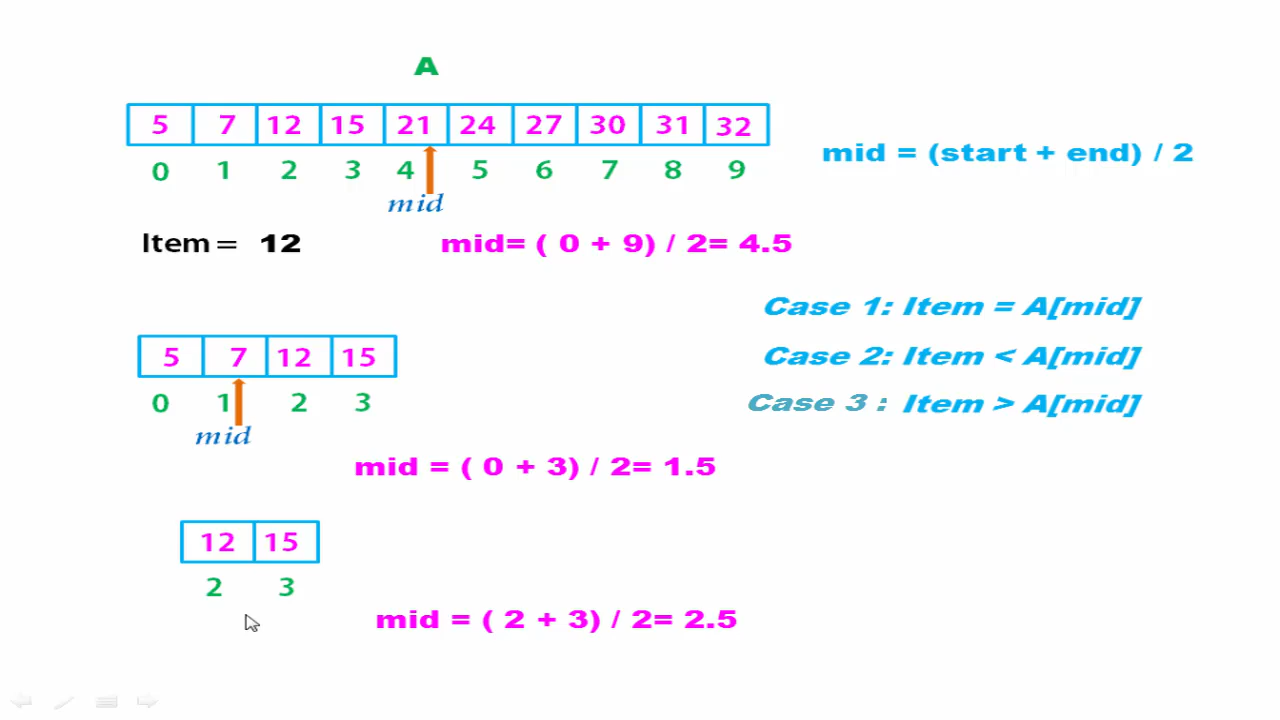 A
5 7 12 15 21 24 27 30 31 32
0 1 2 3 4 5 6 7 8 9
mid
mid = (start + end) / 2
Item = 12
mid= ( 0 + 9) / 2= 4.5
Case 1: Item = A[mid]
Case 2: Item < A[mid]
Case 3 : Item > A[mid]
5 7 12 15
0 1 2 3
mid
mid = ( 0 + 3) / 2= 1.5
12 15
2 3
mid = ( 2 + 3) / 2= 2.5